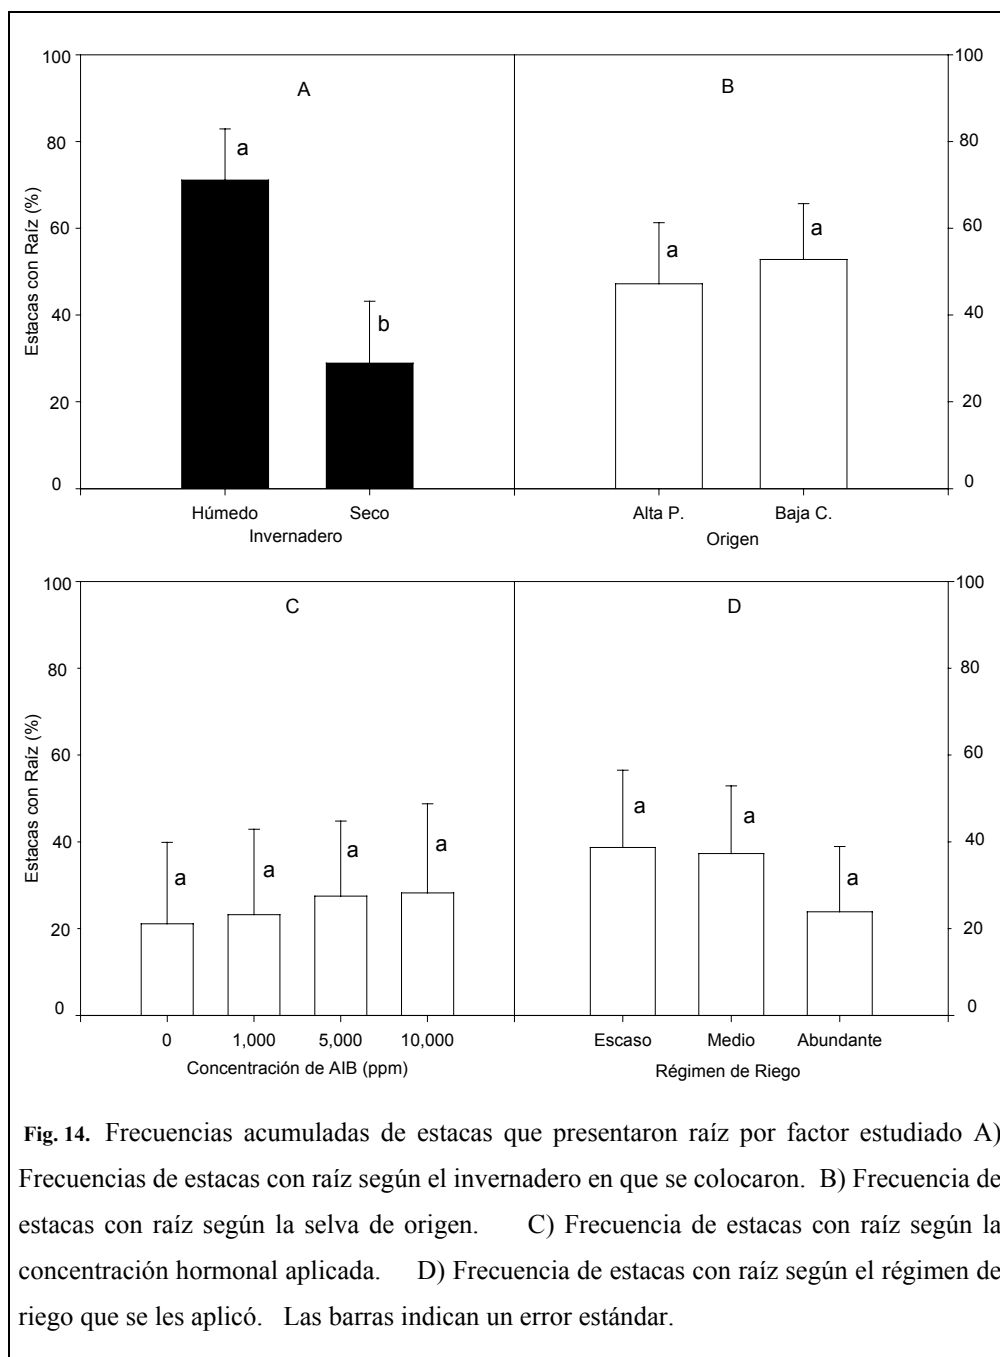 A
B
100
80
60
40
20
0
Estacas con Raíz (%)
a
b
a
a
100
80
60
40
20
0
Húmedo
Seco
Invernadero
Alta P.
Baja C.
Origen
C
D
100
80
60
40
20
0
Estacas con Raíz (%)
a
a
a
a
a
a
a
100
80
60
40
20
0
0
1,000
5,000
10,000
Concentración de AIB (ppm)
Escaso
Medio
Abundante
Régimen de Riego
Fig. 14. Frecuencias acumuladas de estacas que presentaron raíz por factor estudiado A)
Frecuencias de estacas con raíz según el invernadero en que se colocaron. B) Frecuencia de
estacas con raíz según la selva de origen. C) Frecuencia de estacas con raíz según la
concentración hormonal aplicada. D) Frecuencia de estacas con raíz según el régimen de
riego que se les aplicó. Las barras indican un error estándar.